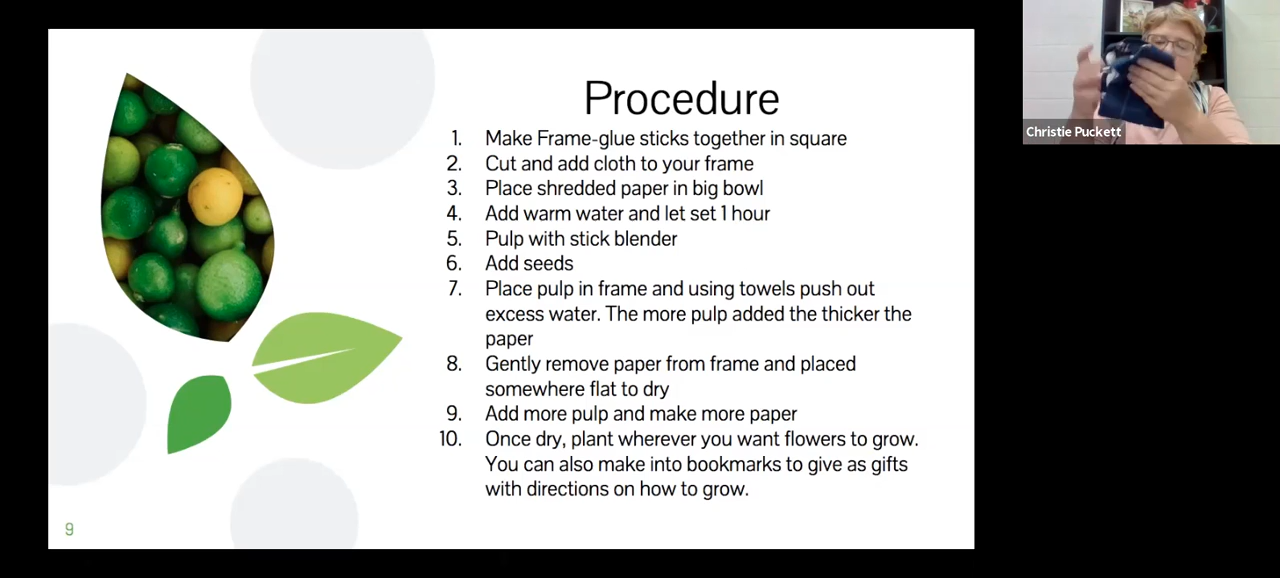 Procedure
1. Make Frame-glue sticks together in square
2. Cut and add cloth to your frame
3. Place shredded paper in big bowl
4. Add warm water and let set 1 hour
5. Pulp with stick blender
6. Add seeds
7. Place pulp in frame and using towels push out
excess water. The more pulp added the thicker the
paper
8. Gently remove paper from frame and placed
somewhere flat to dry
9. Add more pulp and make more paper
10. Once dry, plant wherever you want flowers to grow.
You can also make into bookmarks to give as gifts
with directions on how to grow.
9
Christie Puckett